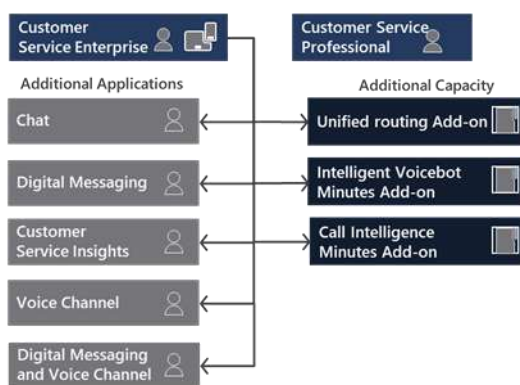 Customer
Service Enterprise
Customer Service
Professional
Additional Applications
Additional Capacity
Chat
Unified routing Add-on
Digital Messaging
Intelligent Voicebot
Minutes Add-on
Customer
Service Insights
Call Intelligence
Minutes Add-on
Voice Channel
Digital Messaging
and Voice Channel